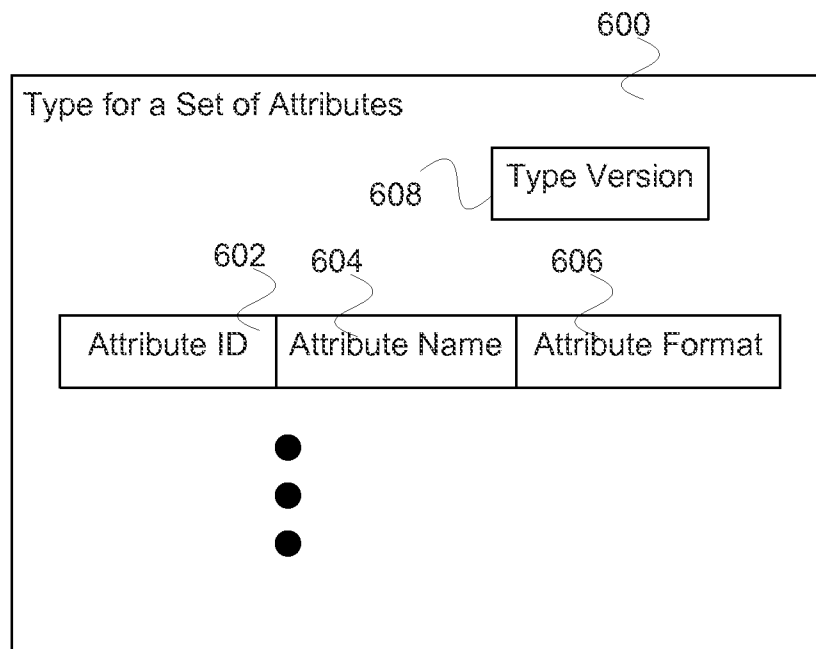 600
Type for a Set of Attributes
Type Version
608
602
604
606
Attribute ID
Attribute Name
Attribute Format